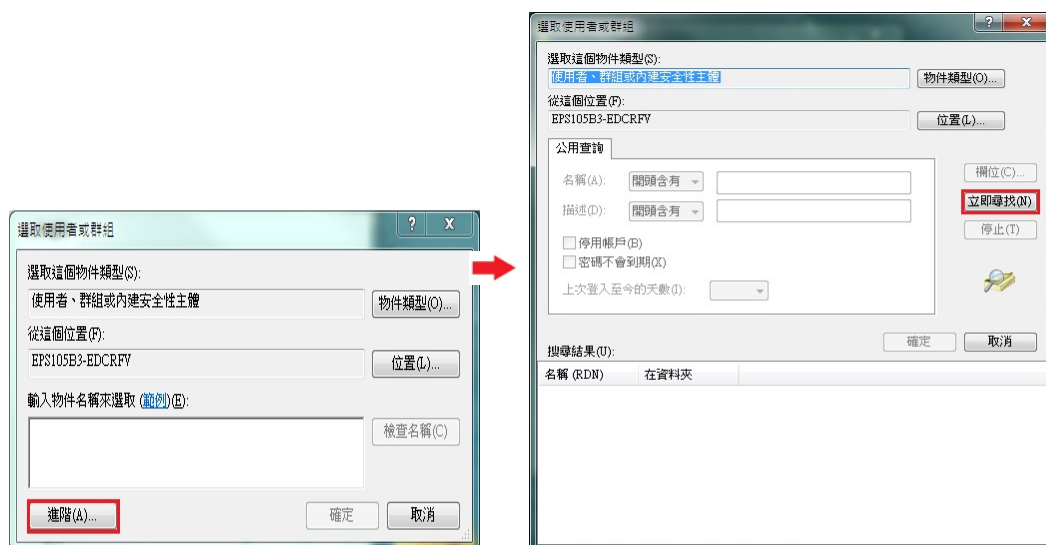 選取使用者或群組
選取這個物件類型(S):
使用者、群組或內建安全性主體
物件類型(O)...
從這個位置(F):
EPS105B3-EDCRFV
位置(L)...
輸入物件名稱來選取 (範例)(E):
檢查名稱(C)
進階(A)...
確定
取消
選取使用者或群組
選取這個物件類型(S):
使用者、群組或內建安全性主體
物件類型(O)...
從這個位置(F):
EPS105B3-EDCRFV
位置(L)...
公用查詢
名稱(A):
開頭含有
描述(D):
開頭含有
停用帳戶(B)
密碼不會到期(X)
上次登入至今的天數(I):
欄位(C)...
立即尋找(N)
停止(T)
確定
取消
搜尋結果(U):
名稱 (RDN) 在資料夾